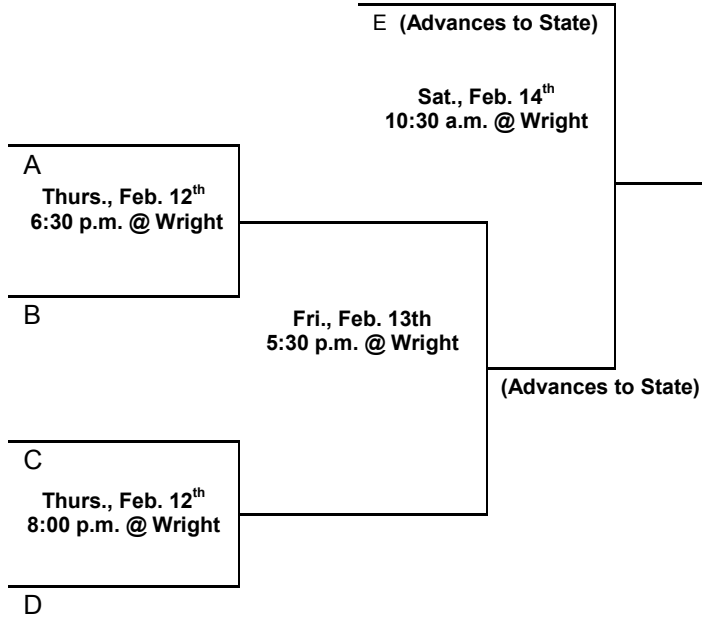 E (Advances to State)
Sat., Feb. 14th
10:30 a.m. @ Wright
A
Thurs., Feb. 12th
6:30 p.m. @ Wright
B
Fri., Feb. 13th
5:30 p.m. @ Wright
(Advances to State)
C
Thurs., Feb. 12th
8:00 p.m. @ Wright
D